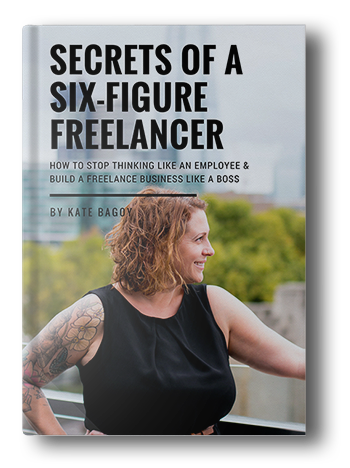 SECRETS OF A
SIX-FIGURE
FREELANCER
HOW TO STOP THINKING LIKE AN EMPLOYEE &
BUILD A FREELANCE BUSINESS LIKE A BOSS
BY KATE BAGOY